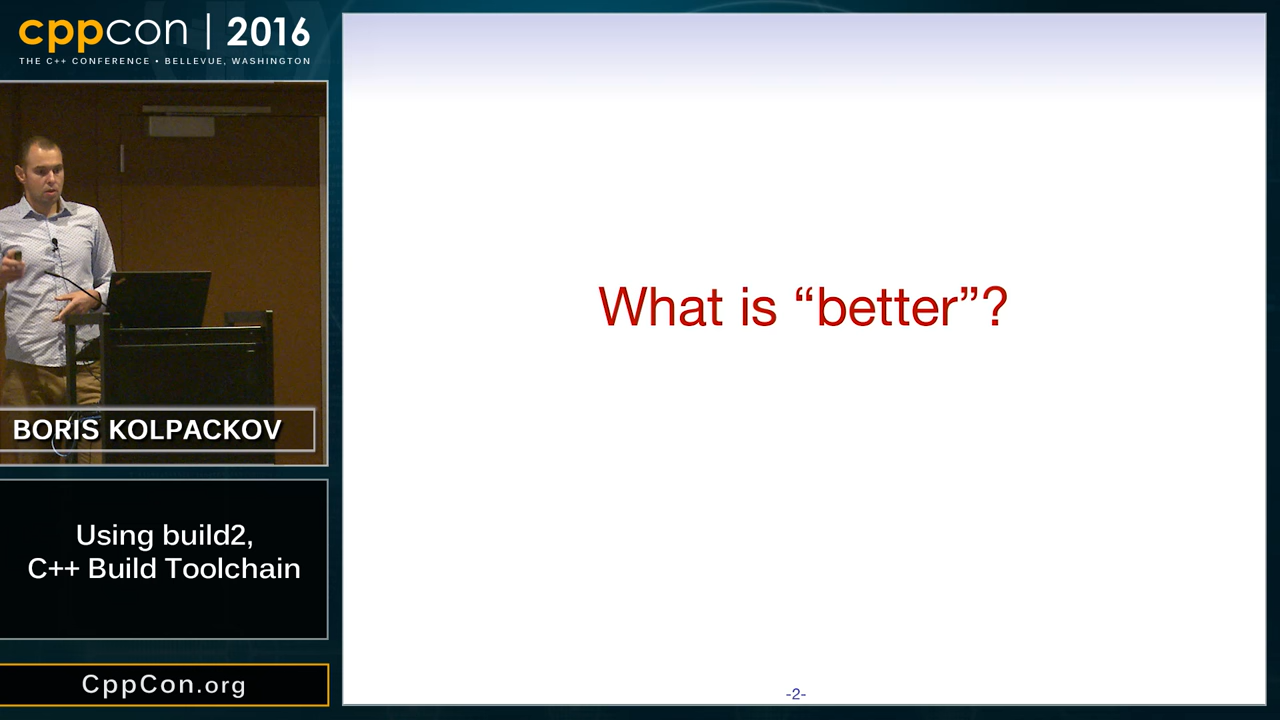 cppcon | 2016
THE C++ CONFERENCE • BELLEVUE, WASHINGTON
BORIS KOLPACKOV
Using build2,
C++ Build Toolchain
CppCon.org
What is “better”?
-2-